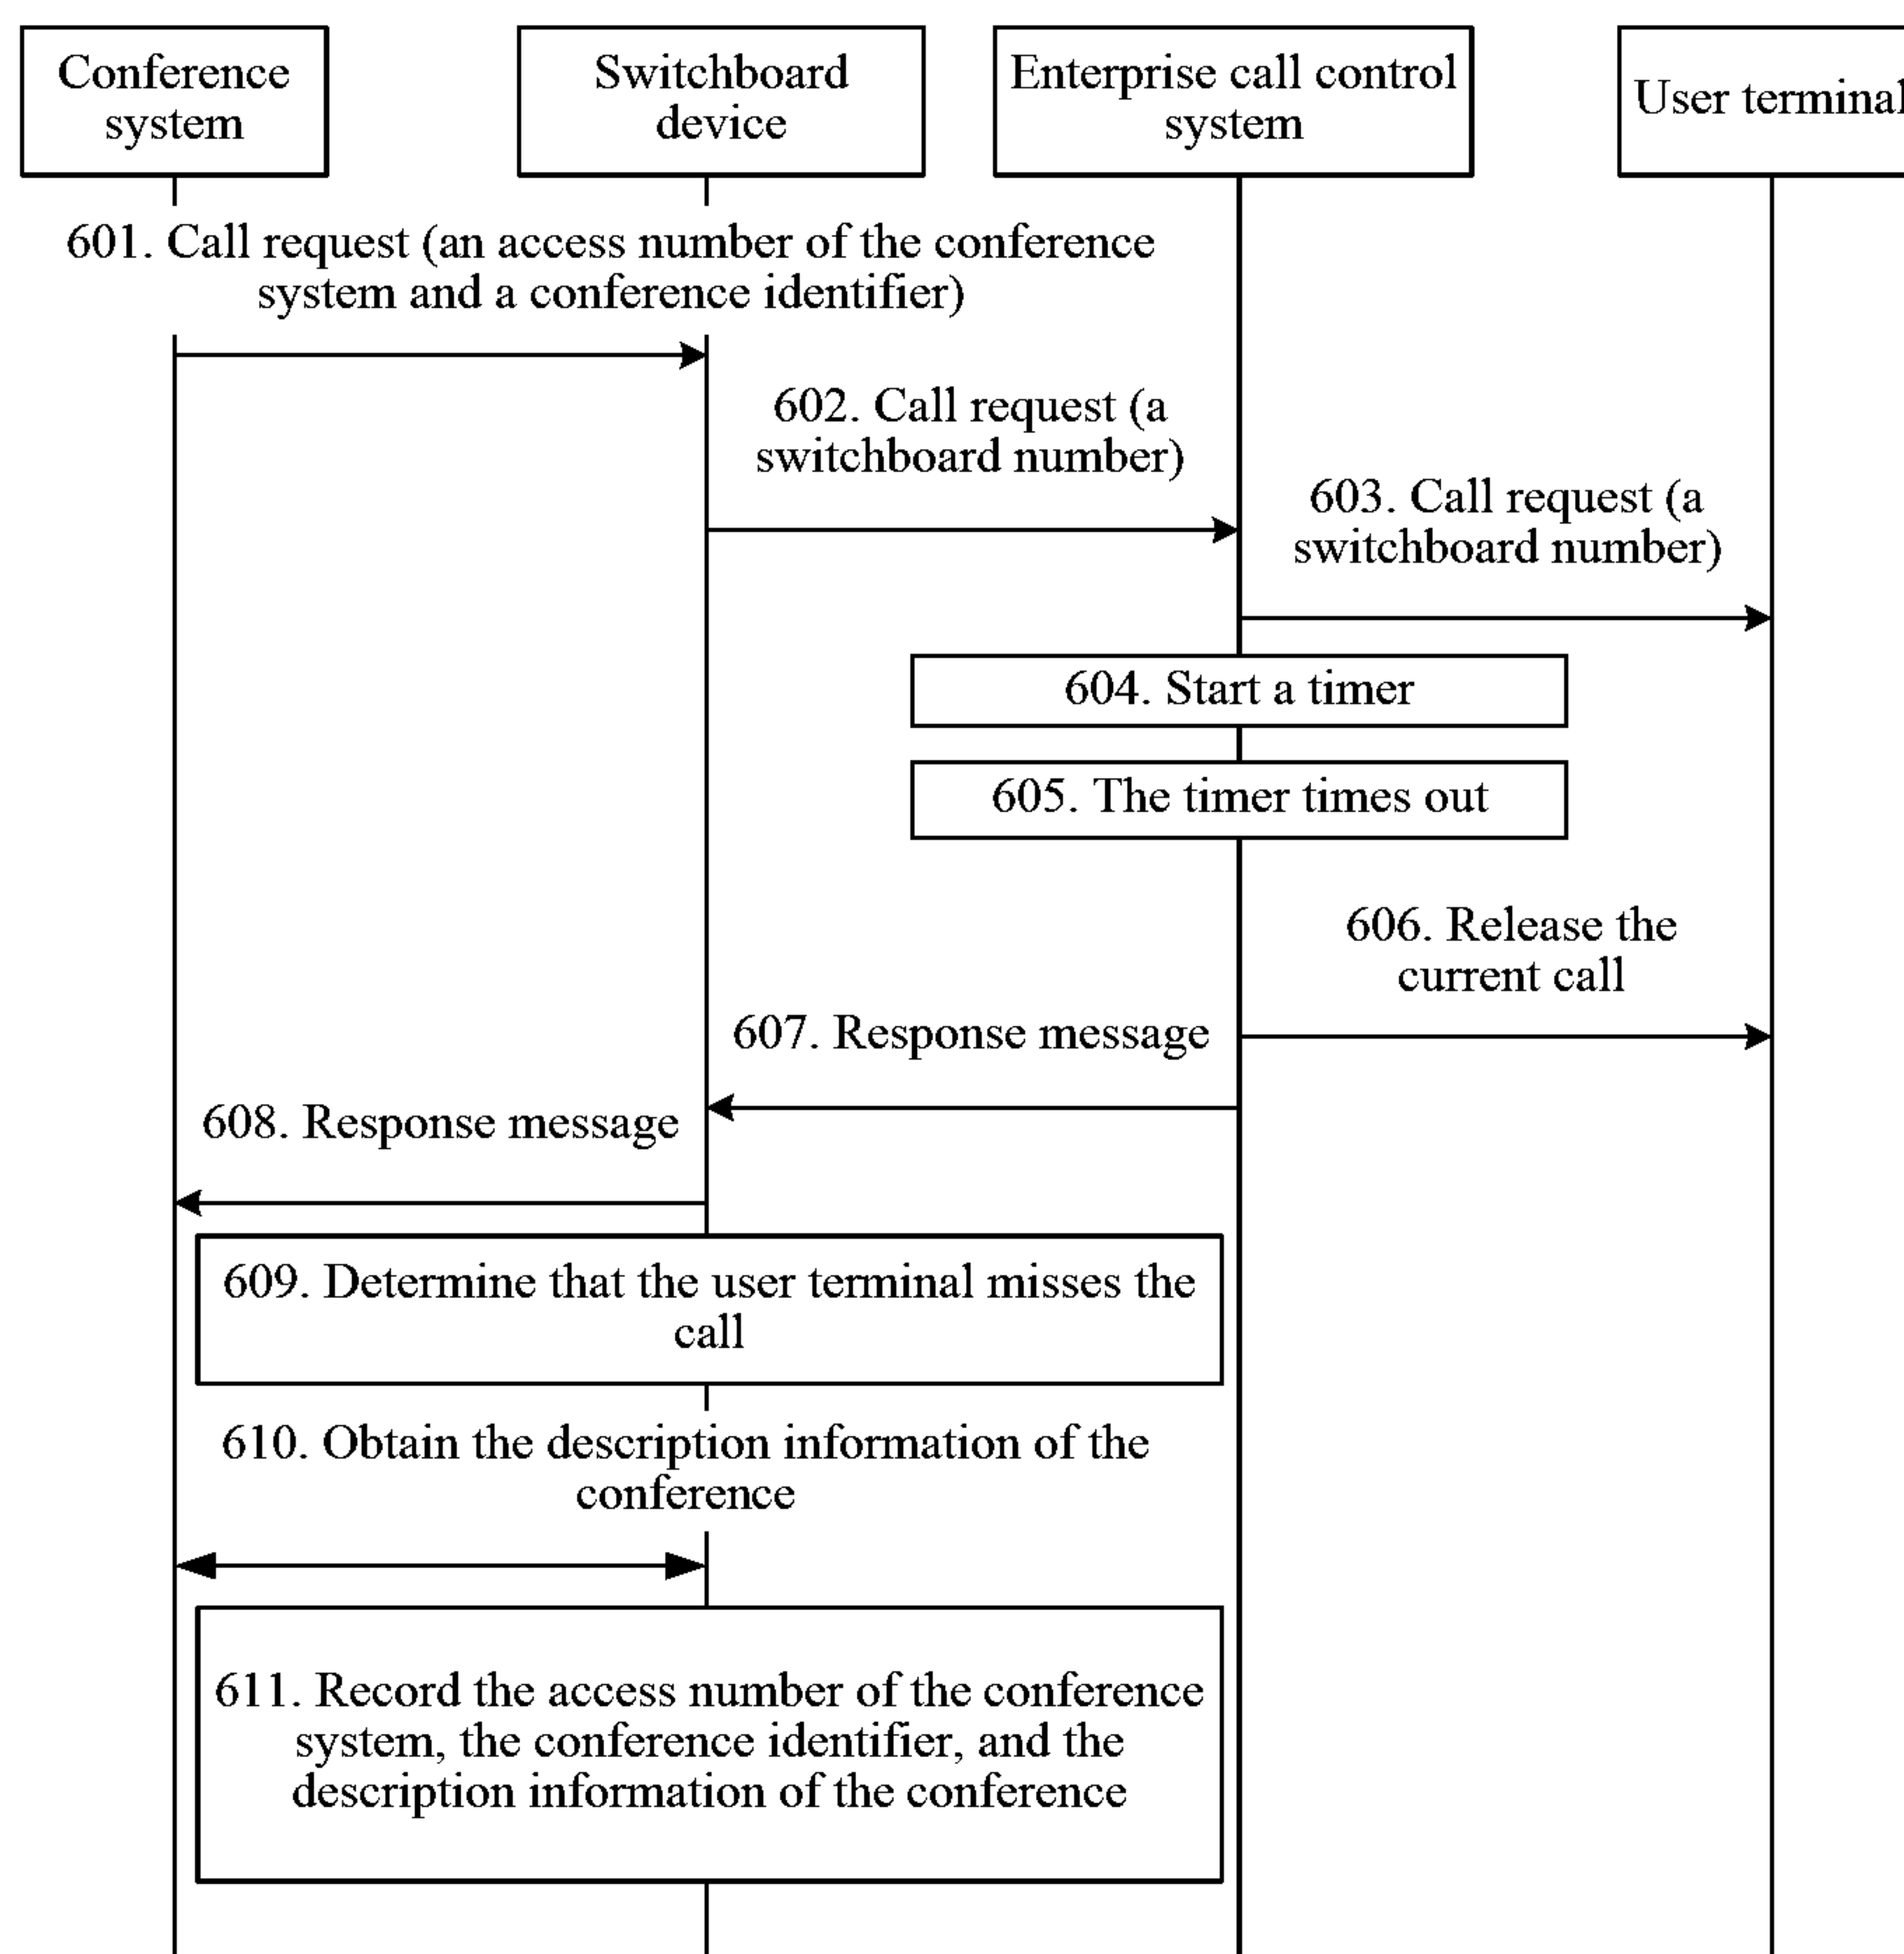 Conference
system
Switchboard
device
Enterprise call control
system
User terminal
601. Call request (an access number of the conference
system and a conference identifier)
602. Call request (a
switchboard number)
603. Call request (a
switchboard number)
604. Start a timer
605. The timer times out
606. Release the
current call
607. Response message
608. Response message
609. Determine that the user terminal misses the
call
610. Obtain the description information of the
conference
611. Record the access number of the conference
system, the conference identifier, and the
description information of the conference